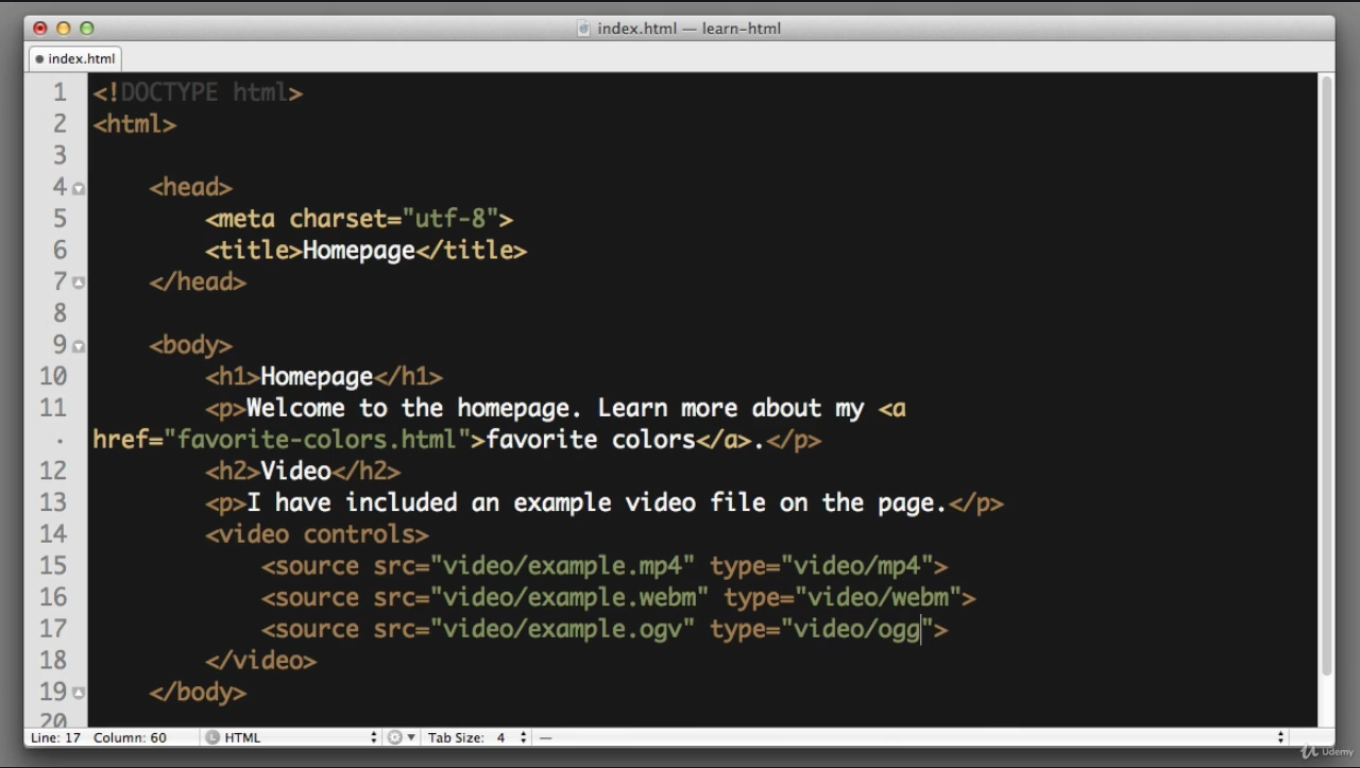 index.html — learn-html
index.html
1 <!DOCTYPE html>
2 <html>
3
4     <head>
5         <meta charset="utf-8">
6         <title>Homepage</title>
7     </head>
8
9     <body>
10         <h1>Homepage</h1>
11         <p>Welcome to the homepage. Learn more about my <a
· href="favorite-colors.html">favorite colors</a>.</p>
12         <h2>Video</h2>
13         <p>I have included an example video file on the page.</p>
14         <video controls>
15             <source src="video/example.mp4" type="video/mp4">
16             <source src="video/example.webm" type="video/webm">
17             <source src="video/example.ogv" type="video/ogg">
18         </video>
19     </body>
20
Line: 17 Column: 60 L HTML Tab Size: 4 —
Udemy